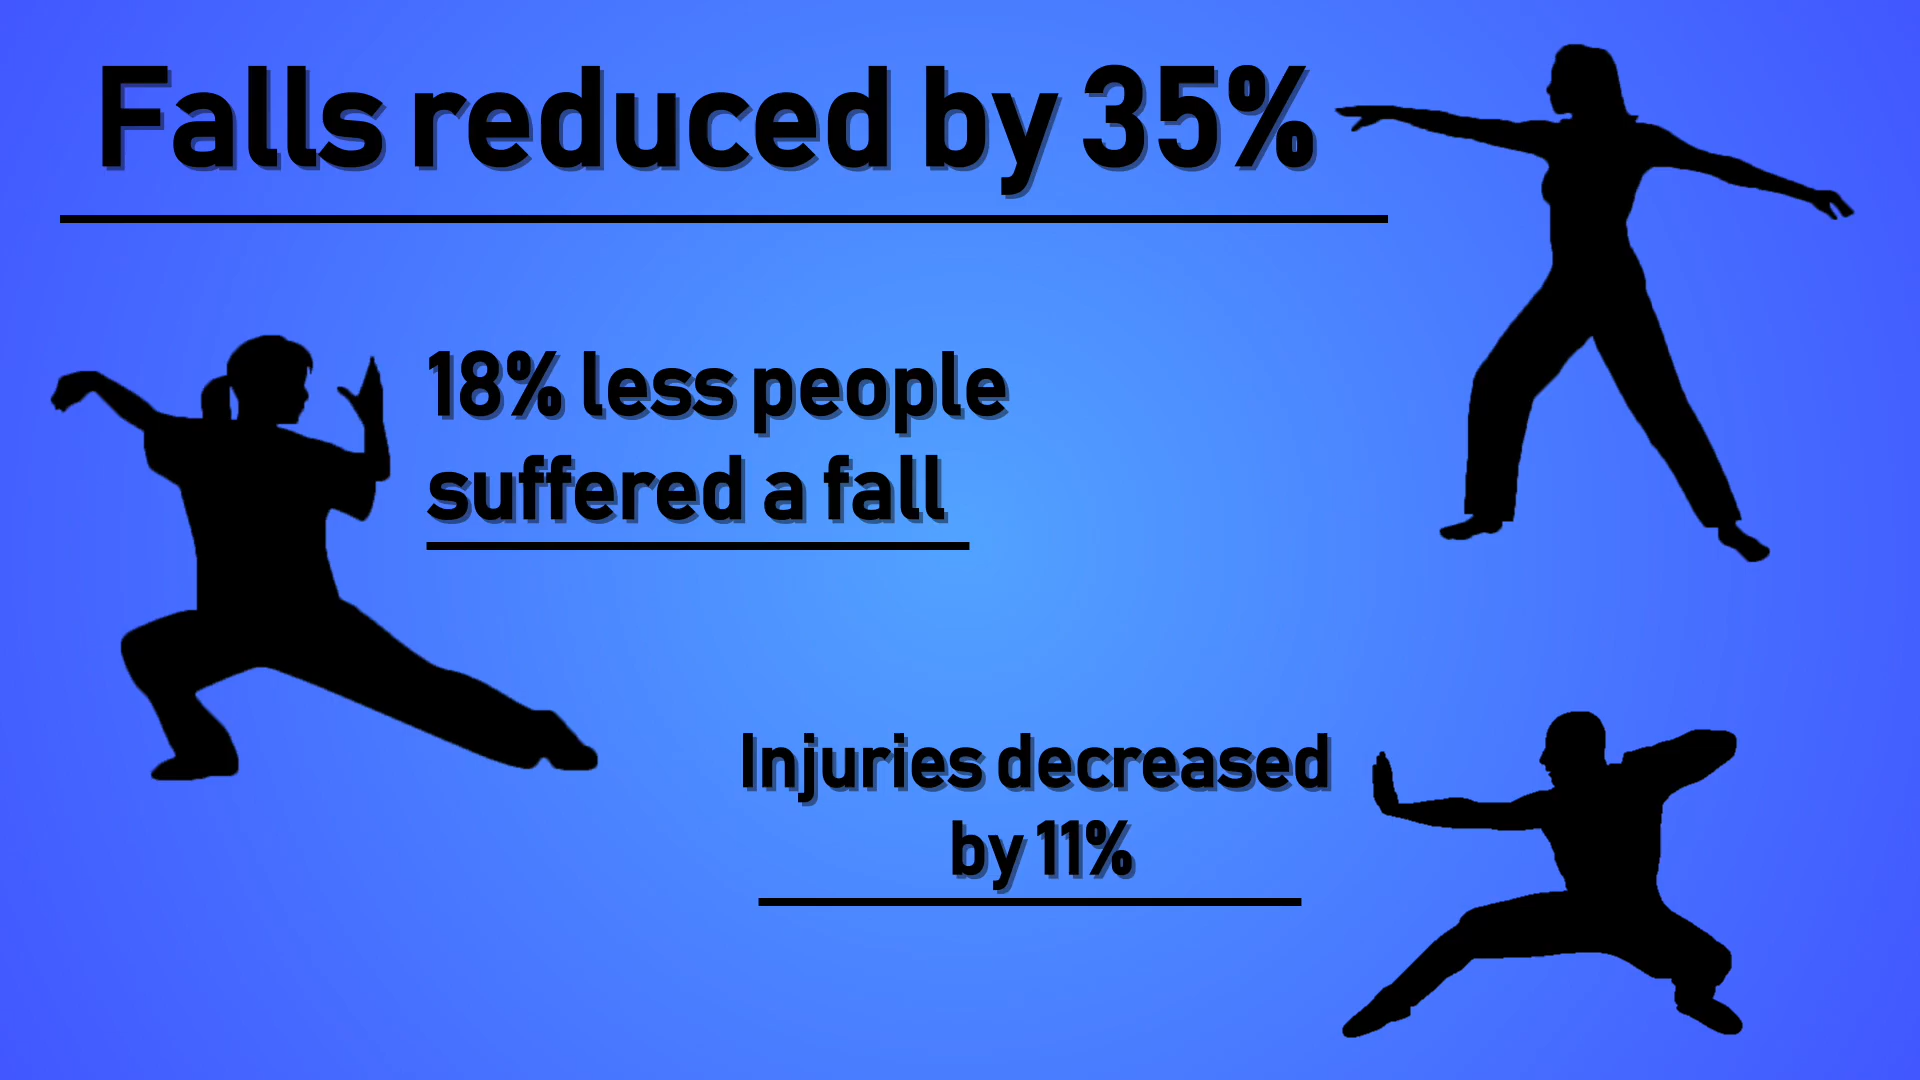 Falls reduced by 35%
18% less people
suffered a fall
Injuries decreased
by 11%